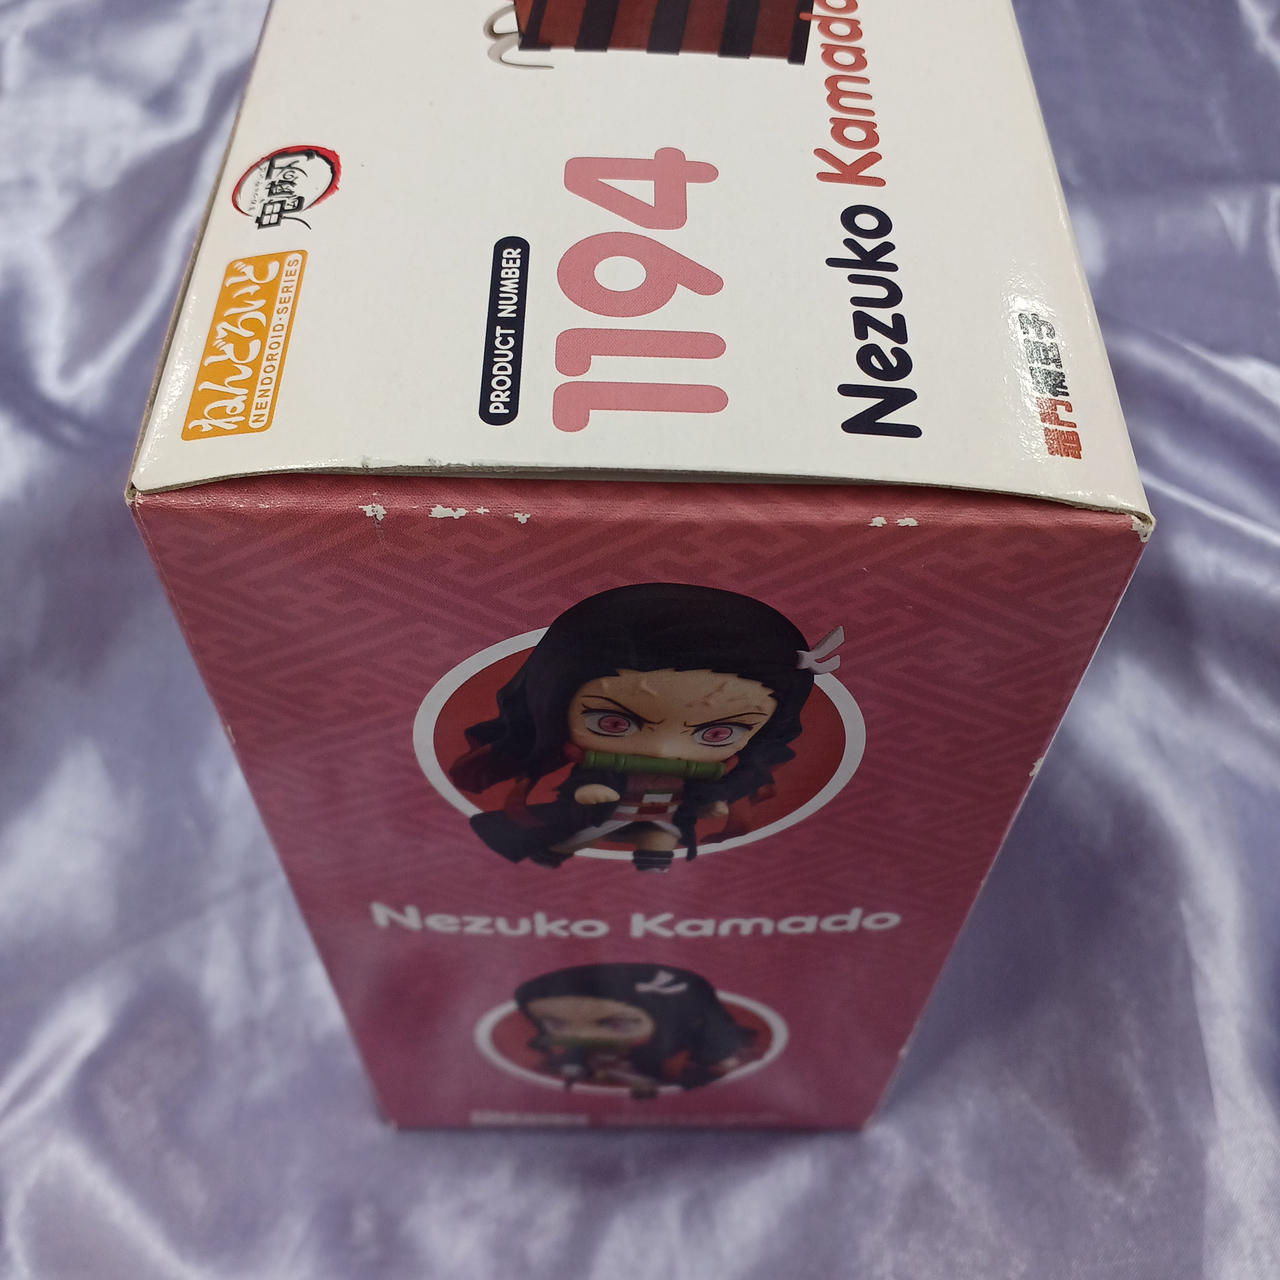 鬼滅の刃
ねんどろいど
NENDOROID·SERIES
PRODUCT NUMBER
1194
Nezuko Kamado
竈門禰豆子
Nezuko Kamado